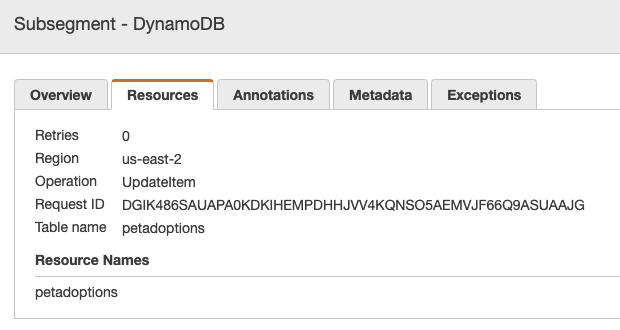 Subsegment - DynamoDB
Overview Resources Annotations Metadata Exceptions
Retries 0
Region us-east-2
Operation UpdateItem
Request ID DGIK486SAUAPA0KDKIHEMPDHHJVV4KQNSO5AEMVJF66Q9ASUAAJG
Table name petadoptions
Resource Names
petadoptions